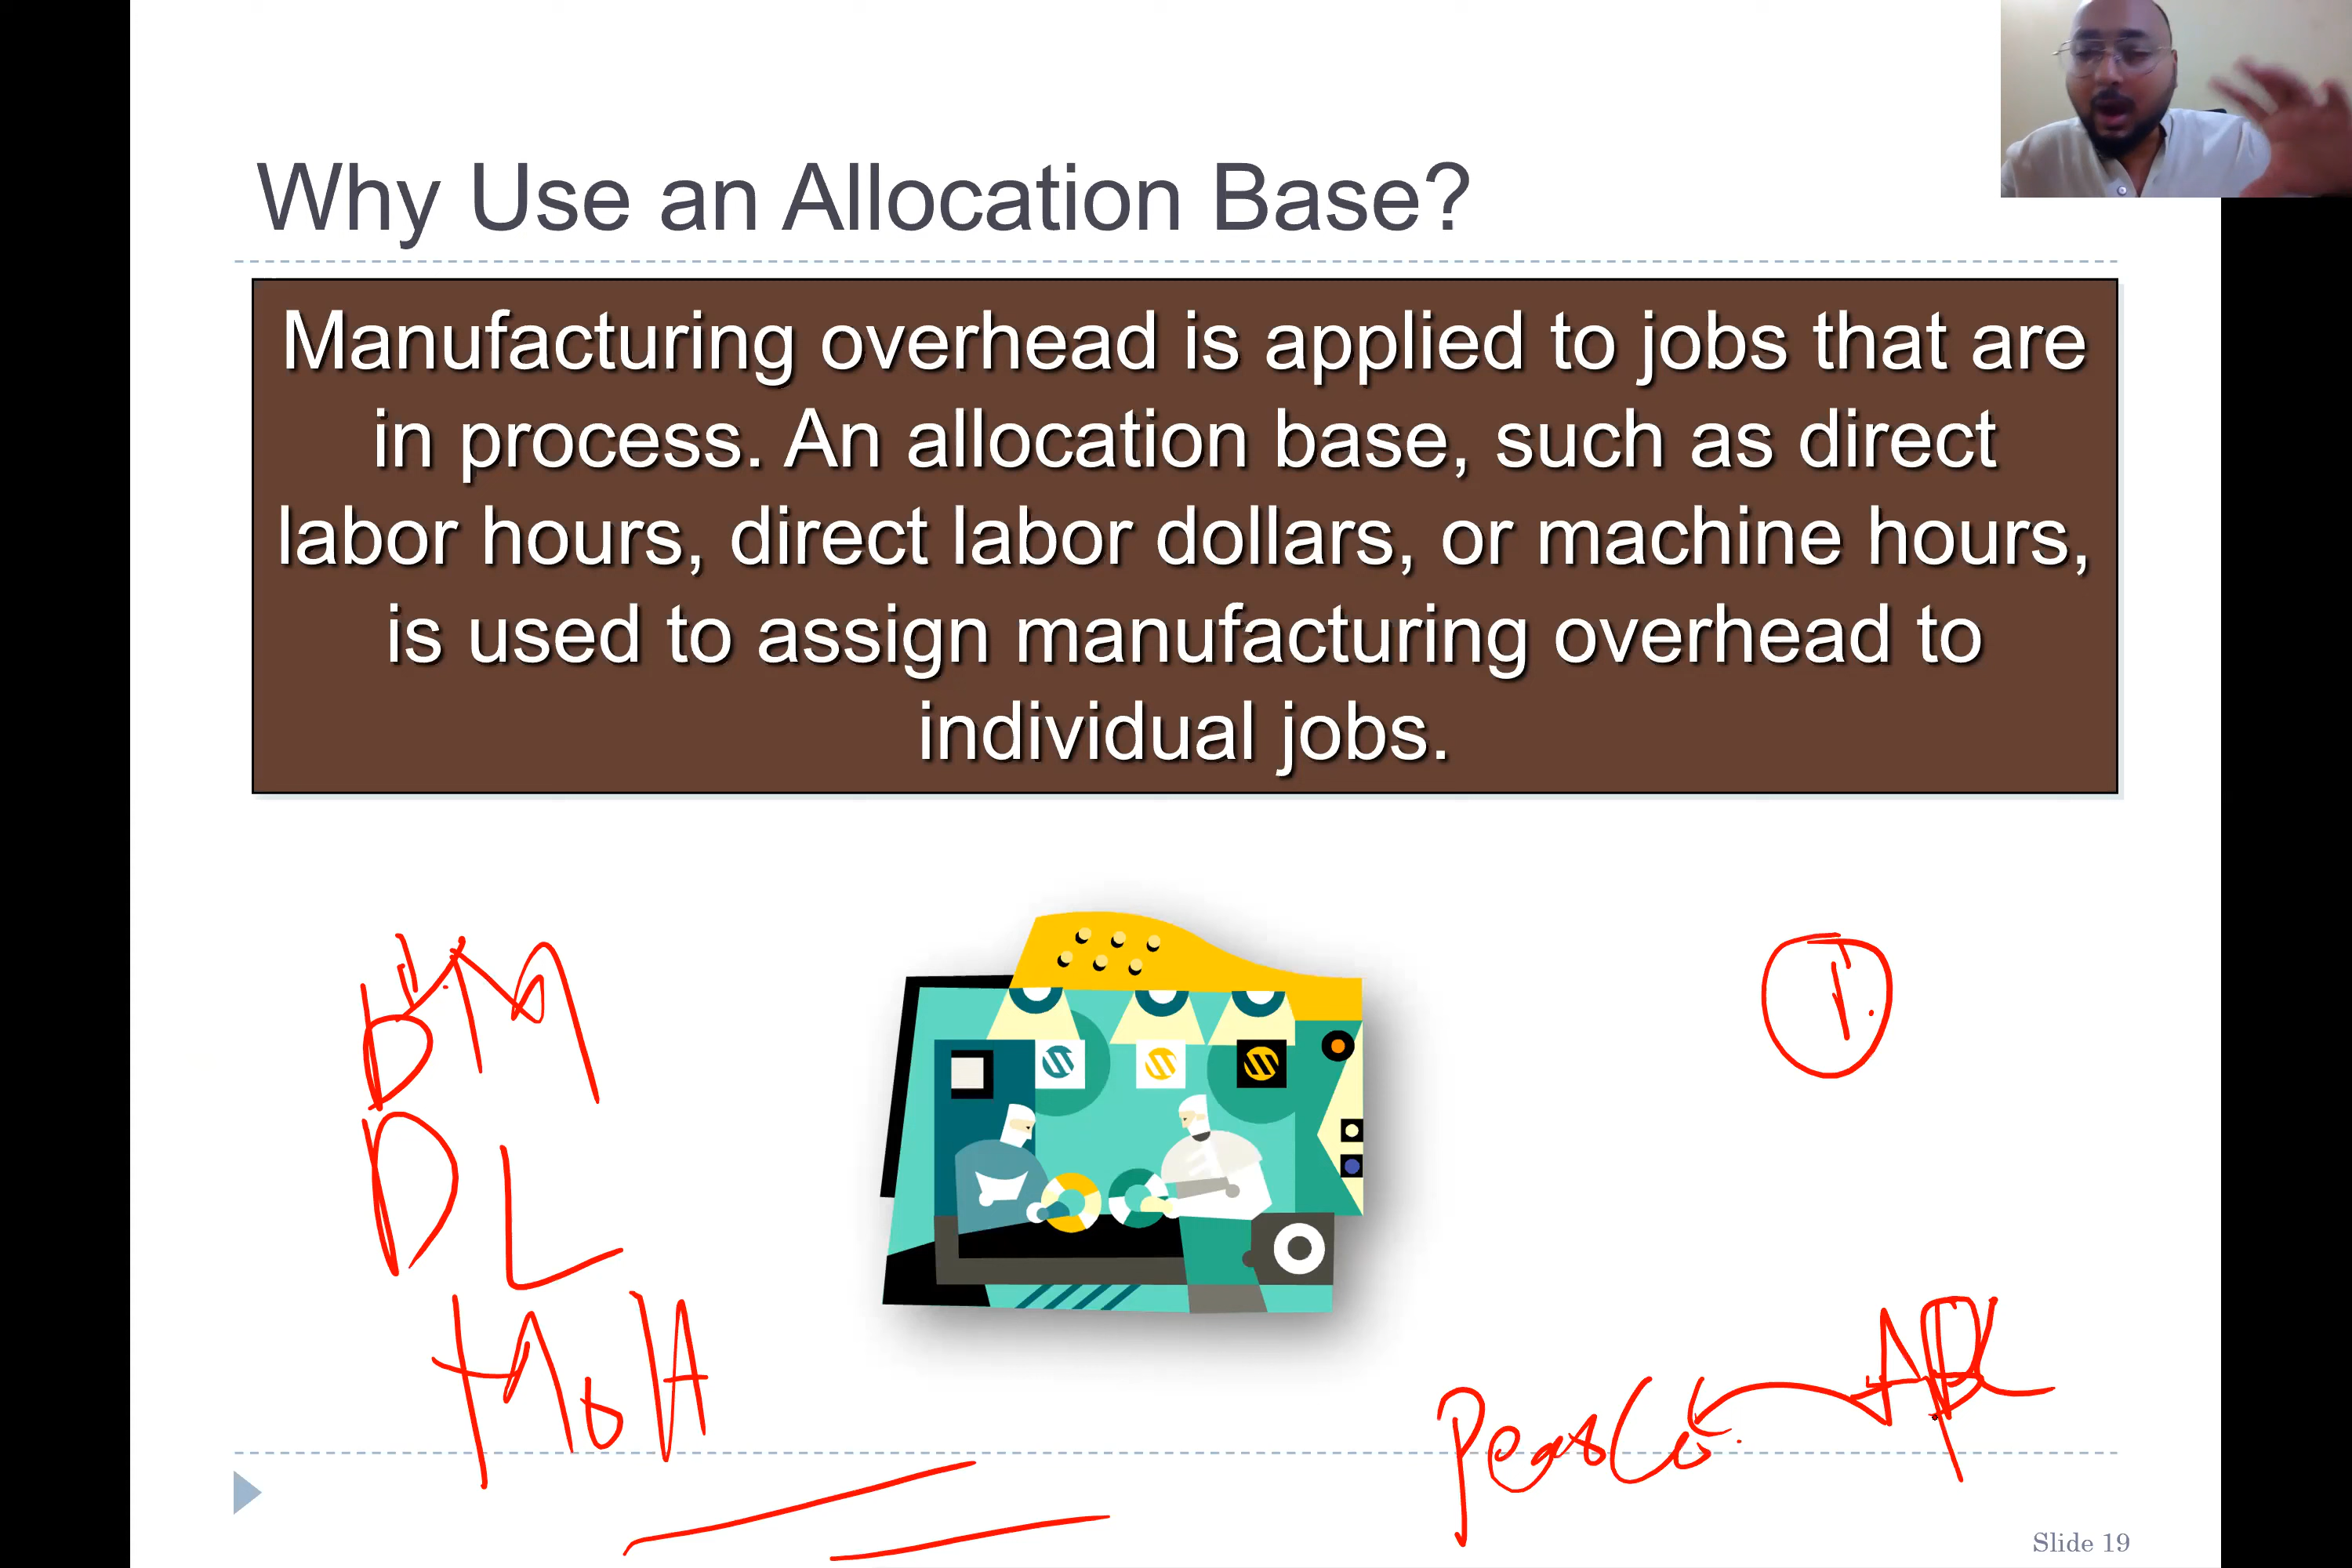 Why Use an Allocation Base?
Manufacturing overhead is applied to jobs that are
in process. An allocation base, such as direct
labor hours, direct labor dollars, or machine hours,
is used to assign manufacturing overhead to
individual jobs.
DM
DL
MoH
Slide 19